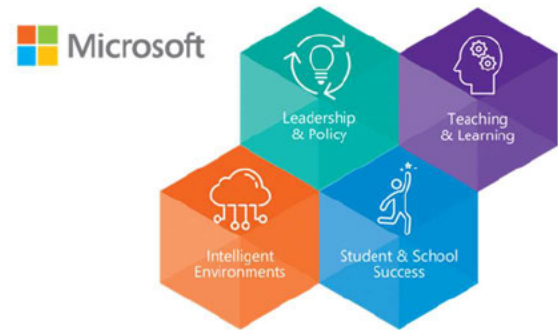 Microsoft
Leadership
& Policy
Teaching
& Learning
Intelligent
Environments
Student & School
Success